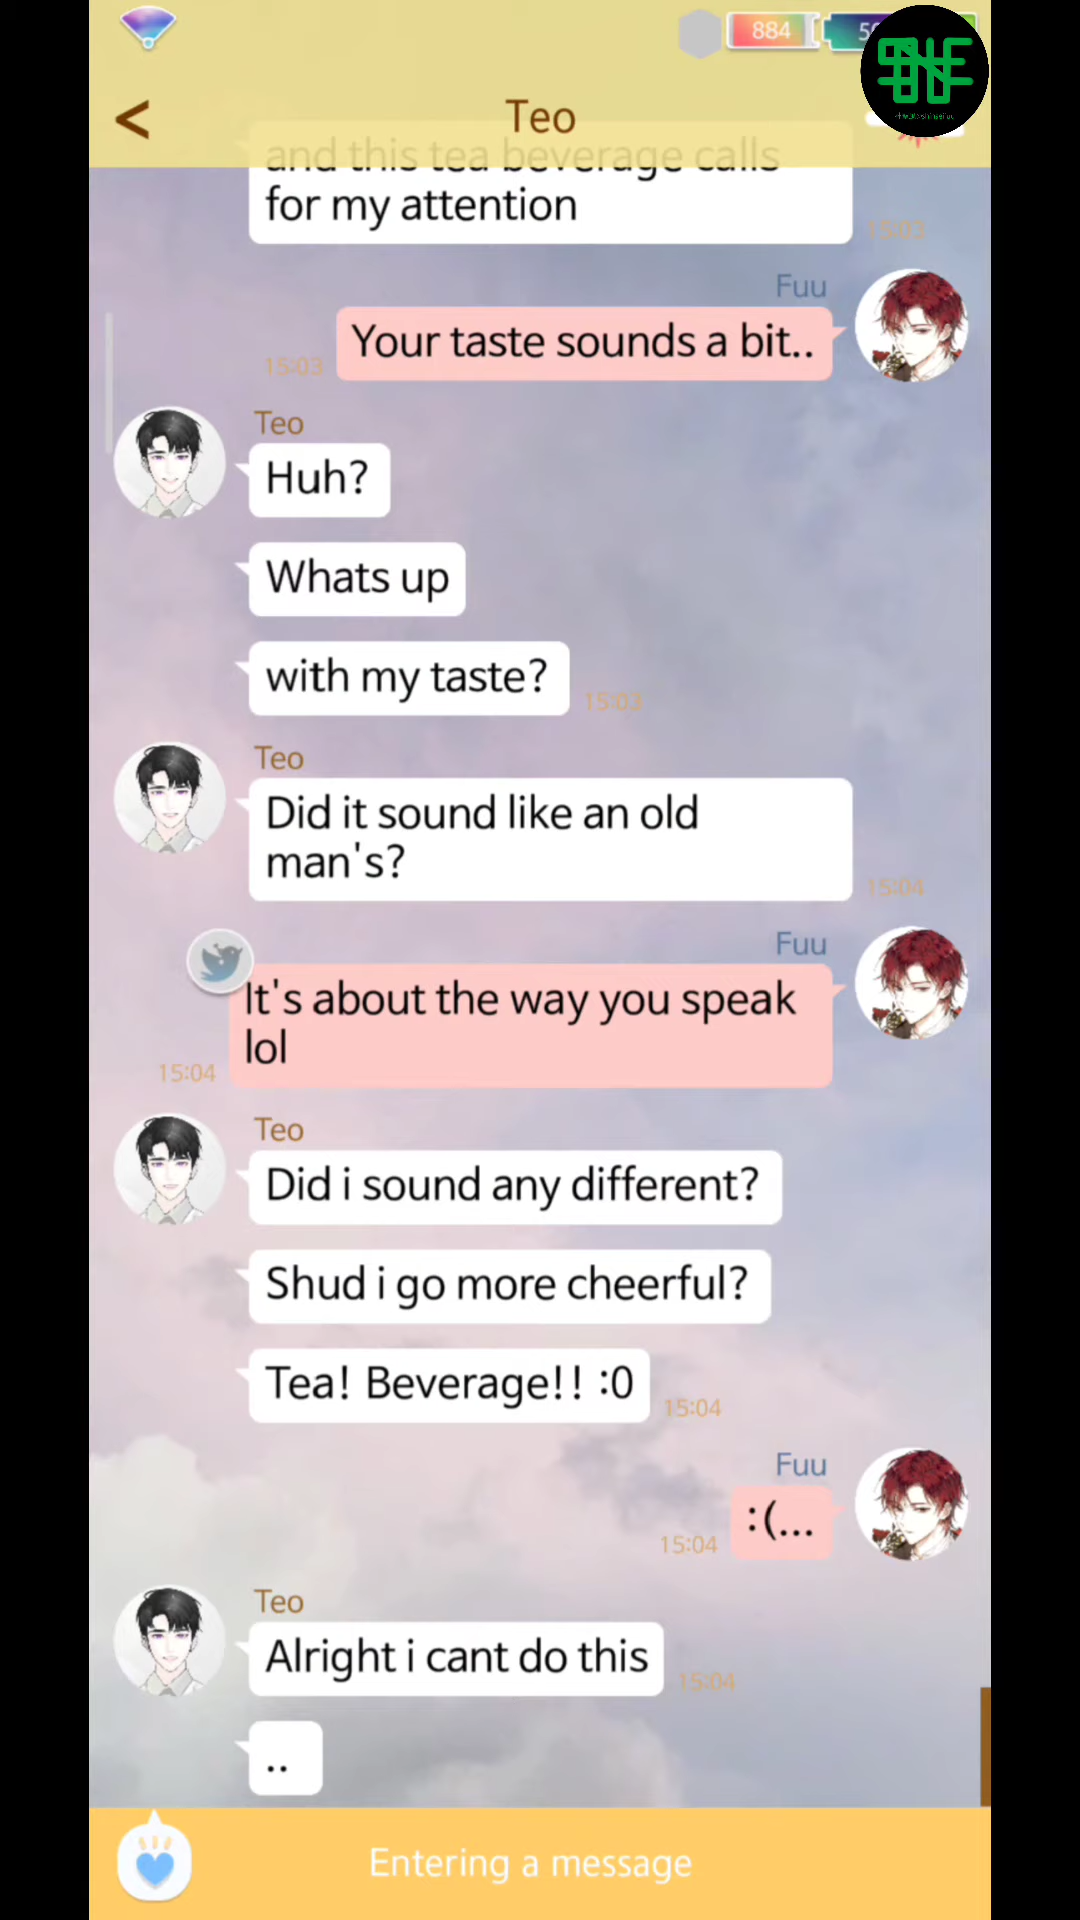 884
Teo
and this tea beverage calls
for my attention
15:03
Fuu
Your taste sounds a bit..
15:03
Teo
Huh?
Whats up
with my taste?
15:03
Teo
Did it sound like an old
man's?
15:04
Fuu
It's about the way you speak
lol
15:04
Teo
Did i sound any different?
Shud i go more cheerful?
Tea! Beverage!! :0
15:04
Fuu
:(...
15:04
Teo
Alright i cant do this
15:04
..
Entering a message